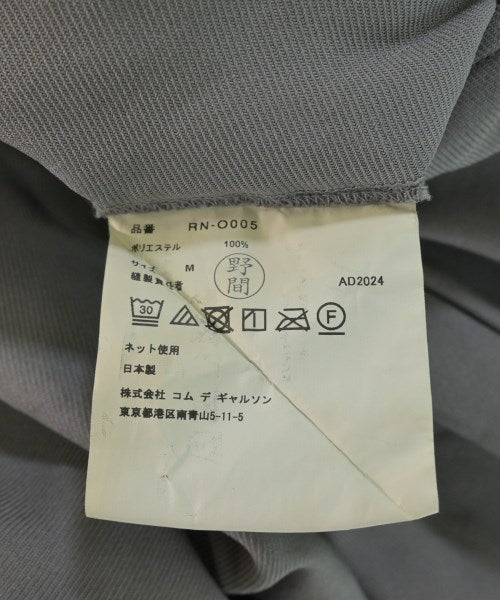 品番 RN-O005
ポリエステル 100%
サイズ M
縫製責任者 野間
AD2024
30 F
ネット使用
日本製
株式会社 コム デ ギャルソン
東京都港区南青山5-11-5